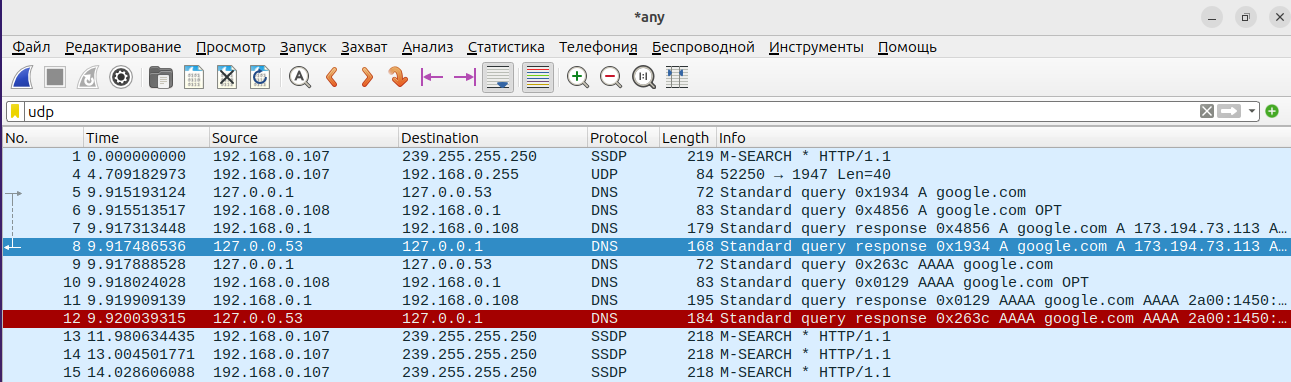 *any
Файл Редактирование Просмотр Запуск Захват Анализ Статистика Телефония Беспроводной Инструменты Помощь
udp
No. Time Source Destination Protocol Length Info
1 0.000000000 192.168.0.107 239.255.255.250 SSDP 219 M-SEARCH * HTTP/1.1
4 4.709182973 192.168.0.107 192.168.0.255 UDP 84 52250 → 1947 Len=40
5 9.915193124 127.0.0.1 127.0.0.53 DNS 72 Standard query 0x1934 A google.com
6 9.915513517 192.168.0.108 192.168.0.1 DNS 83 Standard query 0x4856 A google.com OPT
7 9.917313448 192.168.0.1 192.168.0.108 DNS 179 Standard query response 0x4856 A google.com A 173.194.73.113 A…
8 9.917486536 127.0.0.53 127.0.0.1 DNS 168 Standard query response 0x1934 A google.com A 173.194.73.113 A…
9 9.917888528 127.0.0.1 127.0.0.53 DNS 72 Standard query 0x263c AAAA google.com
10 9.918024028 192.168.0.108 192.168.0.1 DNS 83 Standard query 0x0129 AAAA google.com OPT
11 9.919909139 192.168.0.1 192.168.0.108 DNS 195 Standard query response 0x0129 AAAA google.com AAAA 2a00:1450:…
12 9.920039315 127.0.0.53 127.0.0.1 DNS 184 Standard query response 0x263c AAAA google.com AAAA 2a00:1450:…
13 11.980634435 192.168.0.107 239.255.255.250 SSDP 218 M-SEARCH * HTTP/1.1
14 13.004501771 192.168.0.107 239.255.255.250 SSDP 218 M-SEARCH * HTTP/1.1
15 14.028606088 192.168.0.107 239.255.255.250 SSDP 218 M-SEARCH * HTTP/1.1